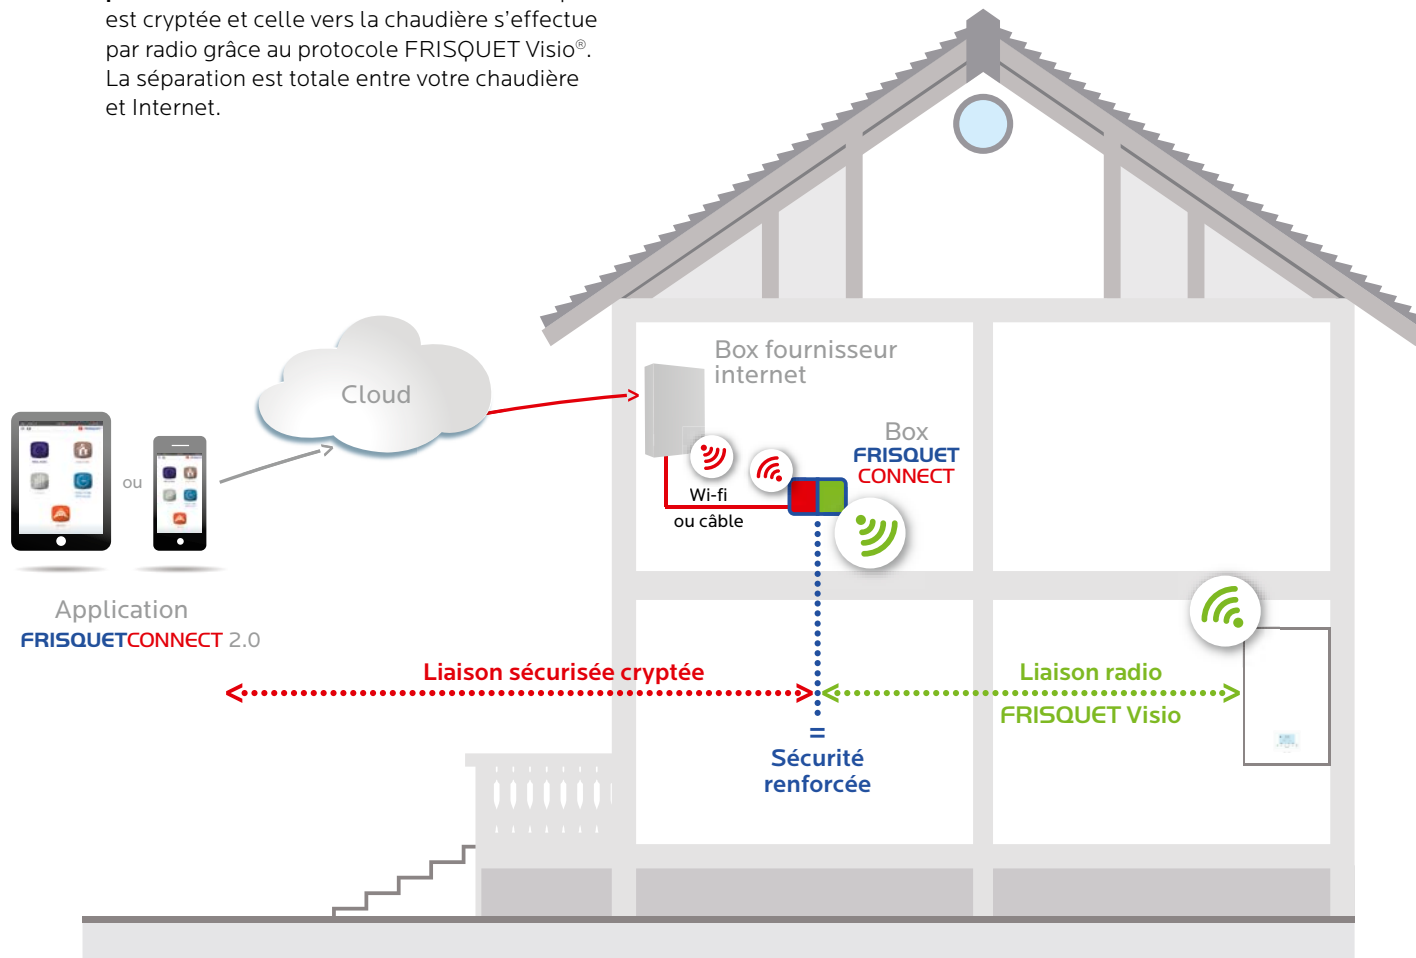 est cryptée et celle vers la chaudière s’effectue
par radio grâce au protocole FRISQUET Visio®.
La séparation est totale entre votre chaudière
et Internet.
Box fournisseur
internet
Cloud
Box
FRISQUET
CONNECT
ou
Wi-fi
ou câble
Application
FRISQUETCONNECT 2.0
Liaison sécurisée cryptée
Liaison radio
FRISQUET Visio
=
Sécurité
renforcée